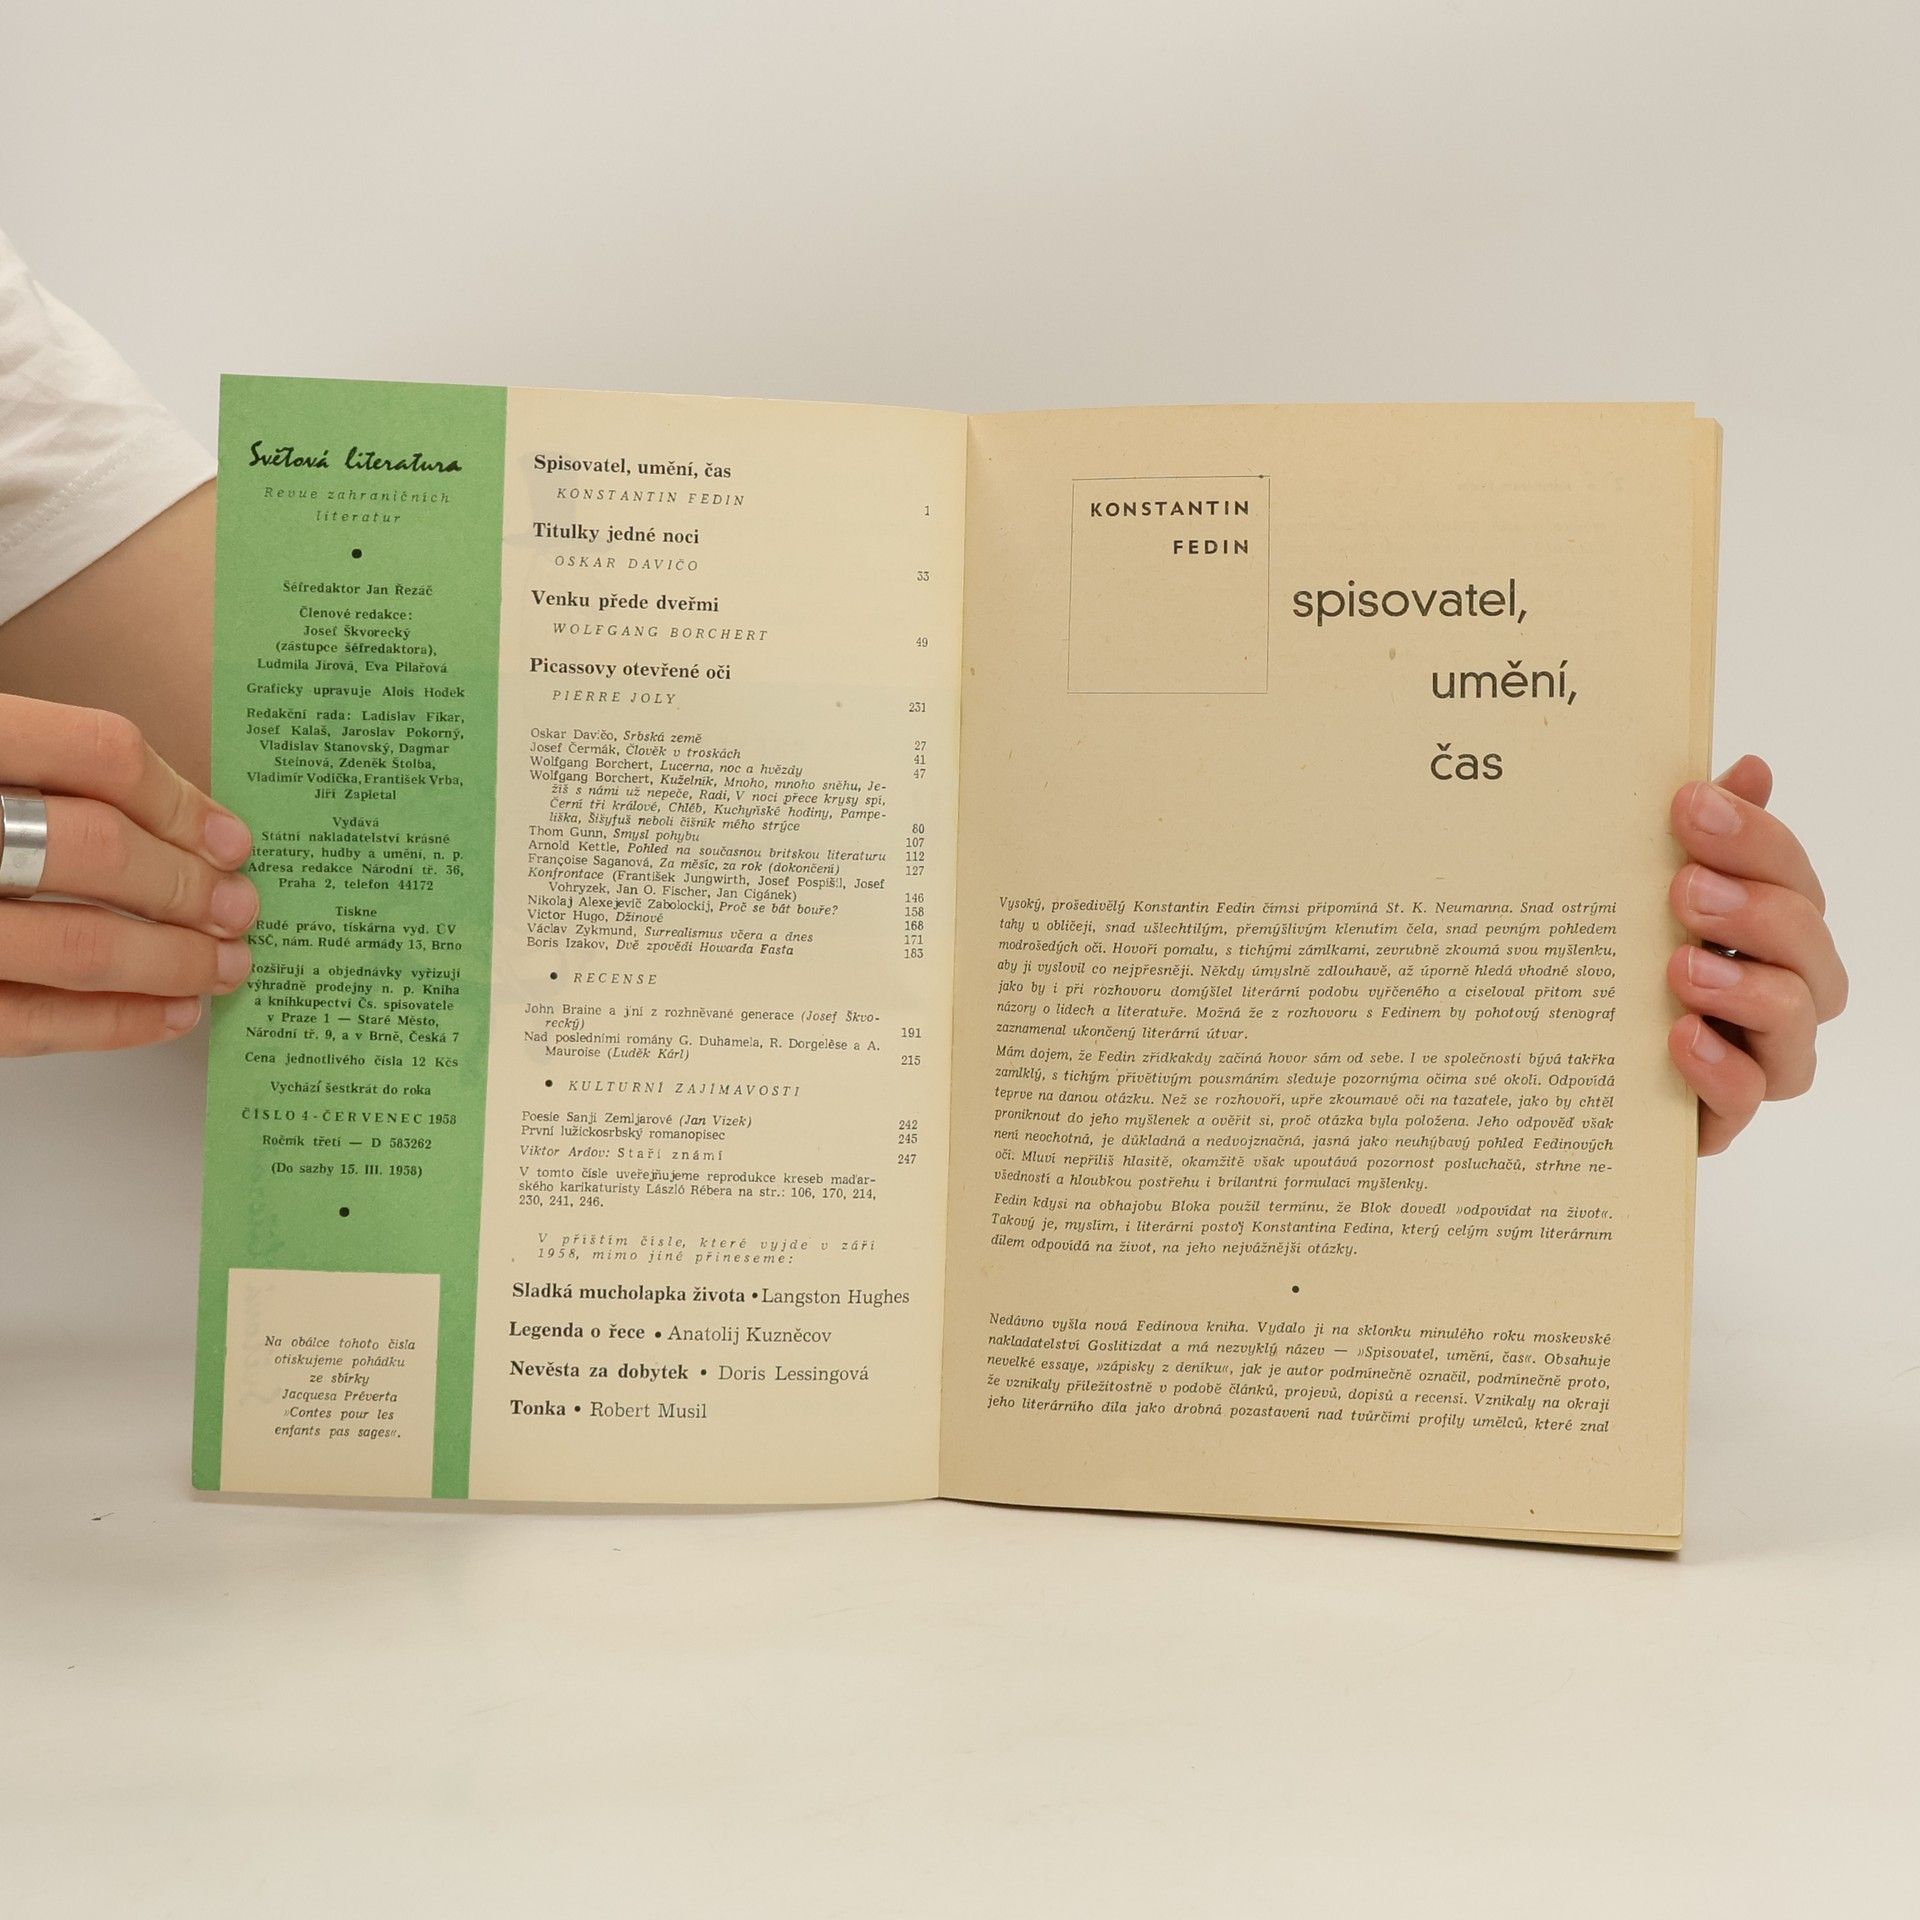 Světová literatura
Revue zahraničních
literatur
•
Šéfredaktor Jan Řezáč
Členové redakce:
Josef Škvorecký
(zástupce šéfredaktora),
Ludmila Jirová, Eva Pilařová
Graficky upravuje Alois Hodek
Redakční rada: Ladislav Fikar,
Josef Kalaš, Jaroslav Pokorný,
Vladislav Stanovský, Dagmar
Steinová, Zdeněk Štolba,
Vladimír Vodička, František Vrba,
Jiří Zapletal
Vydává
Státní nakladatelství krásné
literatury, hudby a umění, n. p.
Adresa redakce Národní tř. 36,
Praha 2, telefon 44172
Tiskne
Rudé právo, tiskárna vyd. ÚV
KSČ, nám. Rudé armády 13, Brno
Rozšiřují a objednávky vyřizují
výhradně prodejny n. p. Kniha
a knihkupectví Čs. spisovatele
v Praze 1 — Staré Město,
Národní tř. 9, a v Brně, Česká 7
Cena jednotlivého čísla 12 Kčs
Vychází šestkrát do roka
ČÍSLO 4 - ČERVENEC 1958
Ročník třetí — D 583262
(Do sazby 15. III. 1958)
•
Na obálce tohoto čísla
otiskujeme pohádku
ze sbírky
Jacquesa Préverta
»Contes pour les
enfants pas sages«.
Spisovatel, umění, čas
KONSTANTIN FEDIN 1
Titulky jedné noci
OSKAR DAVIČO 33
Venku přede dveřmi
WOLFGANG BORCHERT 49
Picassovy otevřené oči
PIERRE JOLY 231
Oskar Davičo, Srbská země 27
Josef Čermák, Člověk v troskách 41
Wolfgang Borchert, Lucerna, noc a hvězdy 47
Wolfgang Borchert, Kuželník, Mnoho, mnoho sněhu, Je-
žíš s námi už nepeče, Radi, V noci přece krysy spí,
Černí tři králové, Chléb, Kuchyňské hodiny, Pampe-
liška, Šišyfuš neboli číšník mého strýce 80
Thom Gunn, Smysl pohybu 107
Arnold Kettle, Pohled na současnou britskou literaturu 112
Françoise Saganová, Za měsíc, za rok (dokončení) 127
Konfrontace (František Jungwirth, Josef Pospíšil, Josef
Vohryzek, Jan O. Fischer, Jan Cigánek) 146
Nikolaj Alexejevič Zabolockij, Proč se bát bouře? 158
Victor Hugo, Džinové 168
Václav Zykmund, Surrealismus včera a dnes 171
Boris Izakov, Dvě zpovědi Howarda Fasta 183
• RECENSE
John Braine a jiní z rozhněvané generace (Josef Škvo-
recký) 191
Nad posledními romány G. Duhamela, R. Dorgelèse a A.
Mauroise (Luděk Kárl) 215
• KULTURNÍ ZAJÍMAVOSTI
Poesie Sanji Zemljarové (Jan Vizek) 242
První lužickosrbský romanopisec 245
Viktor Ardov: Staří známí 247
V tomto čísle uveřejňujeme reprodukce kreseb maďar-
ského karikaturisty László Rébera na str.: 106, 170, 214,
230, 241, 246.
V příštím čísle, které vyjde v září
1958, mimo jiné přineseme:
Sladká mucholapka života • Langston Hughes
Legenda o řece • Anatolij Kuzněcov
Nevěsta za dobytek • Doris Lessingová
Tonka • Robert Musil
KONSTANTIN
FEDIN
spisovatel,
umění,
čas
Vysoký, prošedivělý Konstantin Fedin čímsi připomíná St. K. Neumanna. Snad ostrými
tahy v obličeji, snad ušlechtilým, přemýšlivým klenutím čela, snad pevným pohledem
modrošedých očí. Hovoří pomalu, s tichými zámlkami, zevrubně zkoumá svou myšlenku,
aby ji vyslovil co nejpřesněji. Někdy úmyslně zdlouhavě, až úporně hledá vhodné slovo,
jako by i při rozhovoru domýšlel literární podobu vyřčeného a ciseloval přitom své
názory o lidech a literatuře. Možná že z rozhovoru s Fedinem by pohotový stenograf
zaznamenal ukončený literární útvar.
Mám dojem, že Fedin zřídkakdy začíná hovor sám od sebe. I ve společnosti bývá takřka
zamlklý, s tichým přívětivým pousmáním sleduje pozornýma očima své okolí. Odpovídá
teprve na danou otázku. Než se rozhovoří, upře zkoumavé oči na tazatele, jako by chtěl
proniknout do jeho myšlenek a ověřit si, proč otázka byla položena. Jeho odpověď však
není neochotná, je důkladná a nedvojznačná, jasná jako neuhýbavý pohled Fedinových
očí. Mluví nepříliš hlasitě, okamžitě však upoutává pozornost posluchačů, strhne ne-
všedností a hloubkou postřehu i brilantní formulací myšlenky.
Fedin kdysi na obhajobu Bloka použil termínu, že Blok dovedl »odpovídat na život«.
Takový je, myslím, i literární postoj Konstantina Fedina, který celým svým literárním
dílem odpovídá na život, na jeho nejvážnější otázky.
•
Nedávno vyšla nová Fedinova kniha. Vydalo ji na sklonku minulého roku moskevské
nakladatelství Goslitizdat a má nezvyklý název — »Spisovatel, umění, čas«. Obsahuje
nevelké essaye, »zápisky z deníku«, jak je autor podmínečně označil, podmínečně proto,
že vznikaly příležitostně v podobě článků, projevů, dopisů a recensí. Vznikaly na okraji
jeho literárního díla jako drobná pozastavení nad tvůrčími profily umělců, které znal